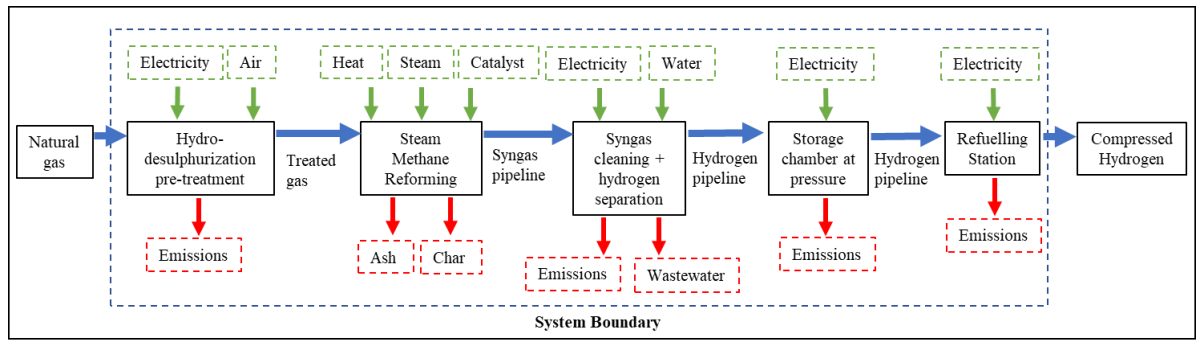 Electricity
Air
Heat
Steam
Catalyst
Electricity
Water
Electricity
Electricity
Natural
gas
Hydro-
desulphurization
pre-treatment
Treated
gas
Steam
Methane
Reforming
Syngas
pipeline
Syngas
cleaning +
hydrogen
separation
Hydrogen
pipeline
Storage
chamber at
pressure
Hydrogen
pipeline
Refuelling
Station
Compressed
Hydrogen
Emissions
Ash
Char
Emissions
Wastewater
Emissions
Emissions
System Boundary